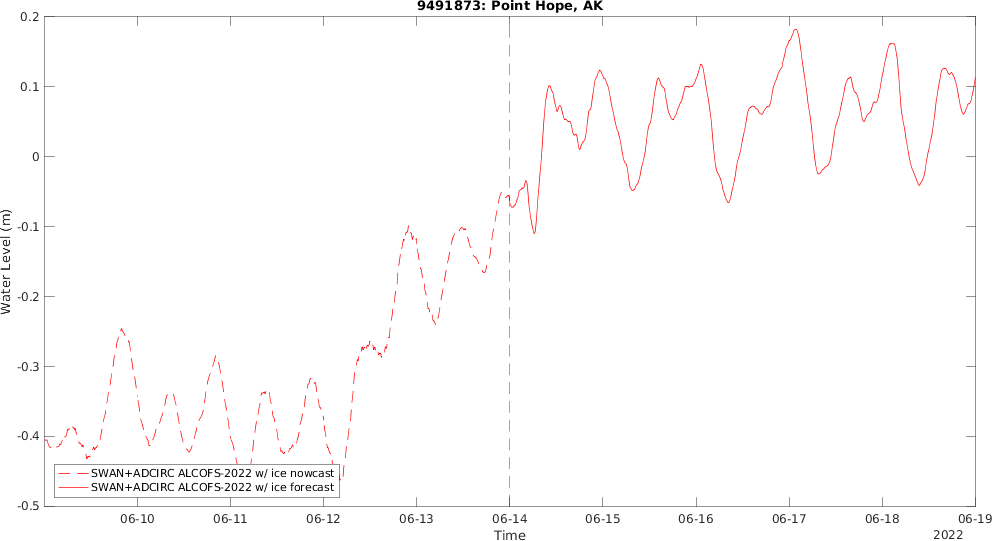 9491873: Point Hope, AK
0.2
0.1
0
-0.1
-0.2
-0.3
-0.4
-0.5
Water Level (m)
SWAN+ADCIRC ALCOFS-2022 w/ ice nowcast
SWAN+ADCIRC ALCOFS-2022 w/ ice forecast
06-10 06-11 06-12 06-13 06-14 06-15 06-16 06-17 06-18 06-19
Time
2022